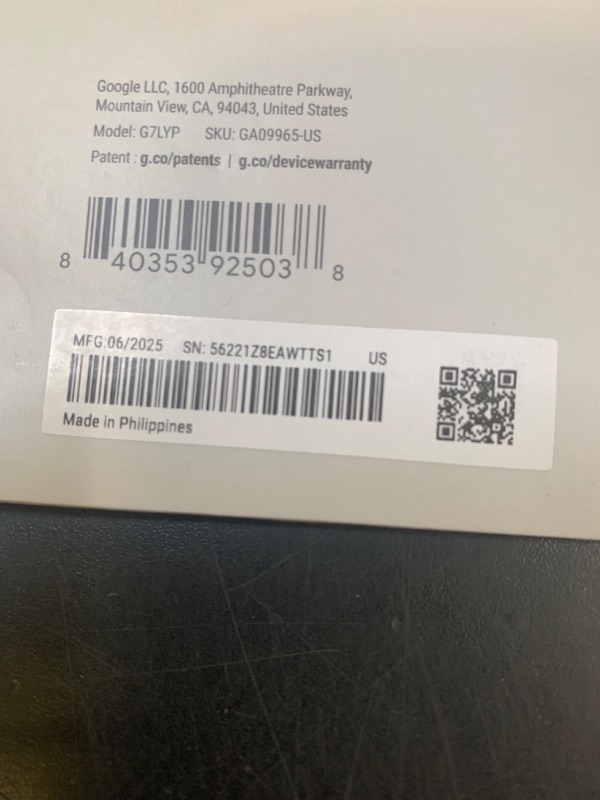 Google LLC, 1600 Amphitheatre Parkway,
Mountain View, CA, 94043, United States
Model: G7LYP SKU: GA09965-US
Patent : g.co/patents | g.co/devicewarranty
8 40353 92503 8
MFG:06/2025 SN: 56221Z8EAWTTS1 US
Made in Philippines